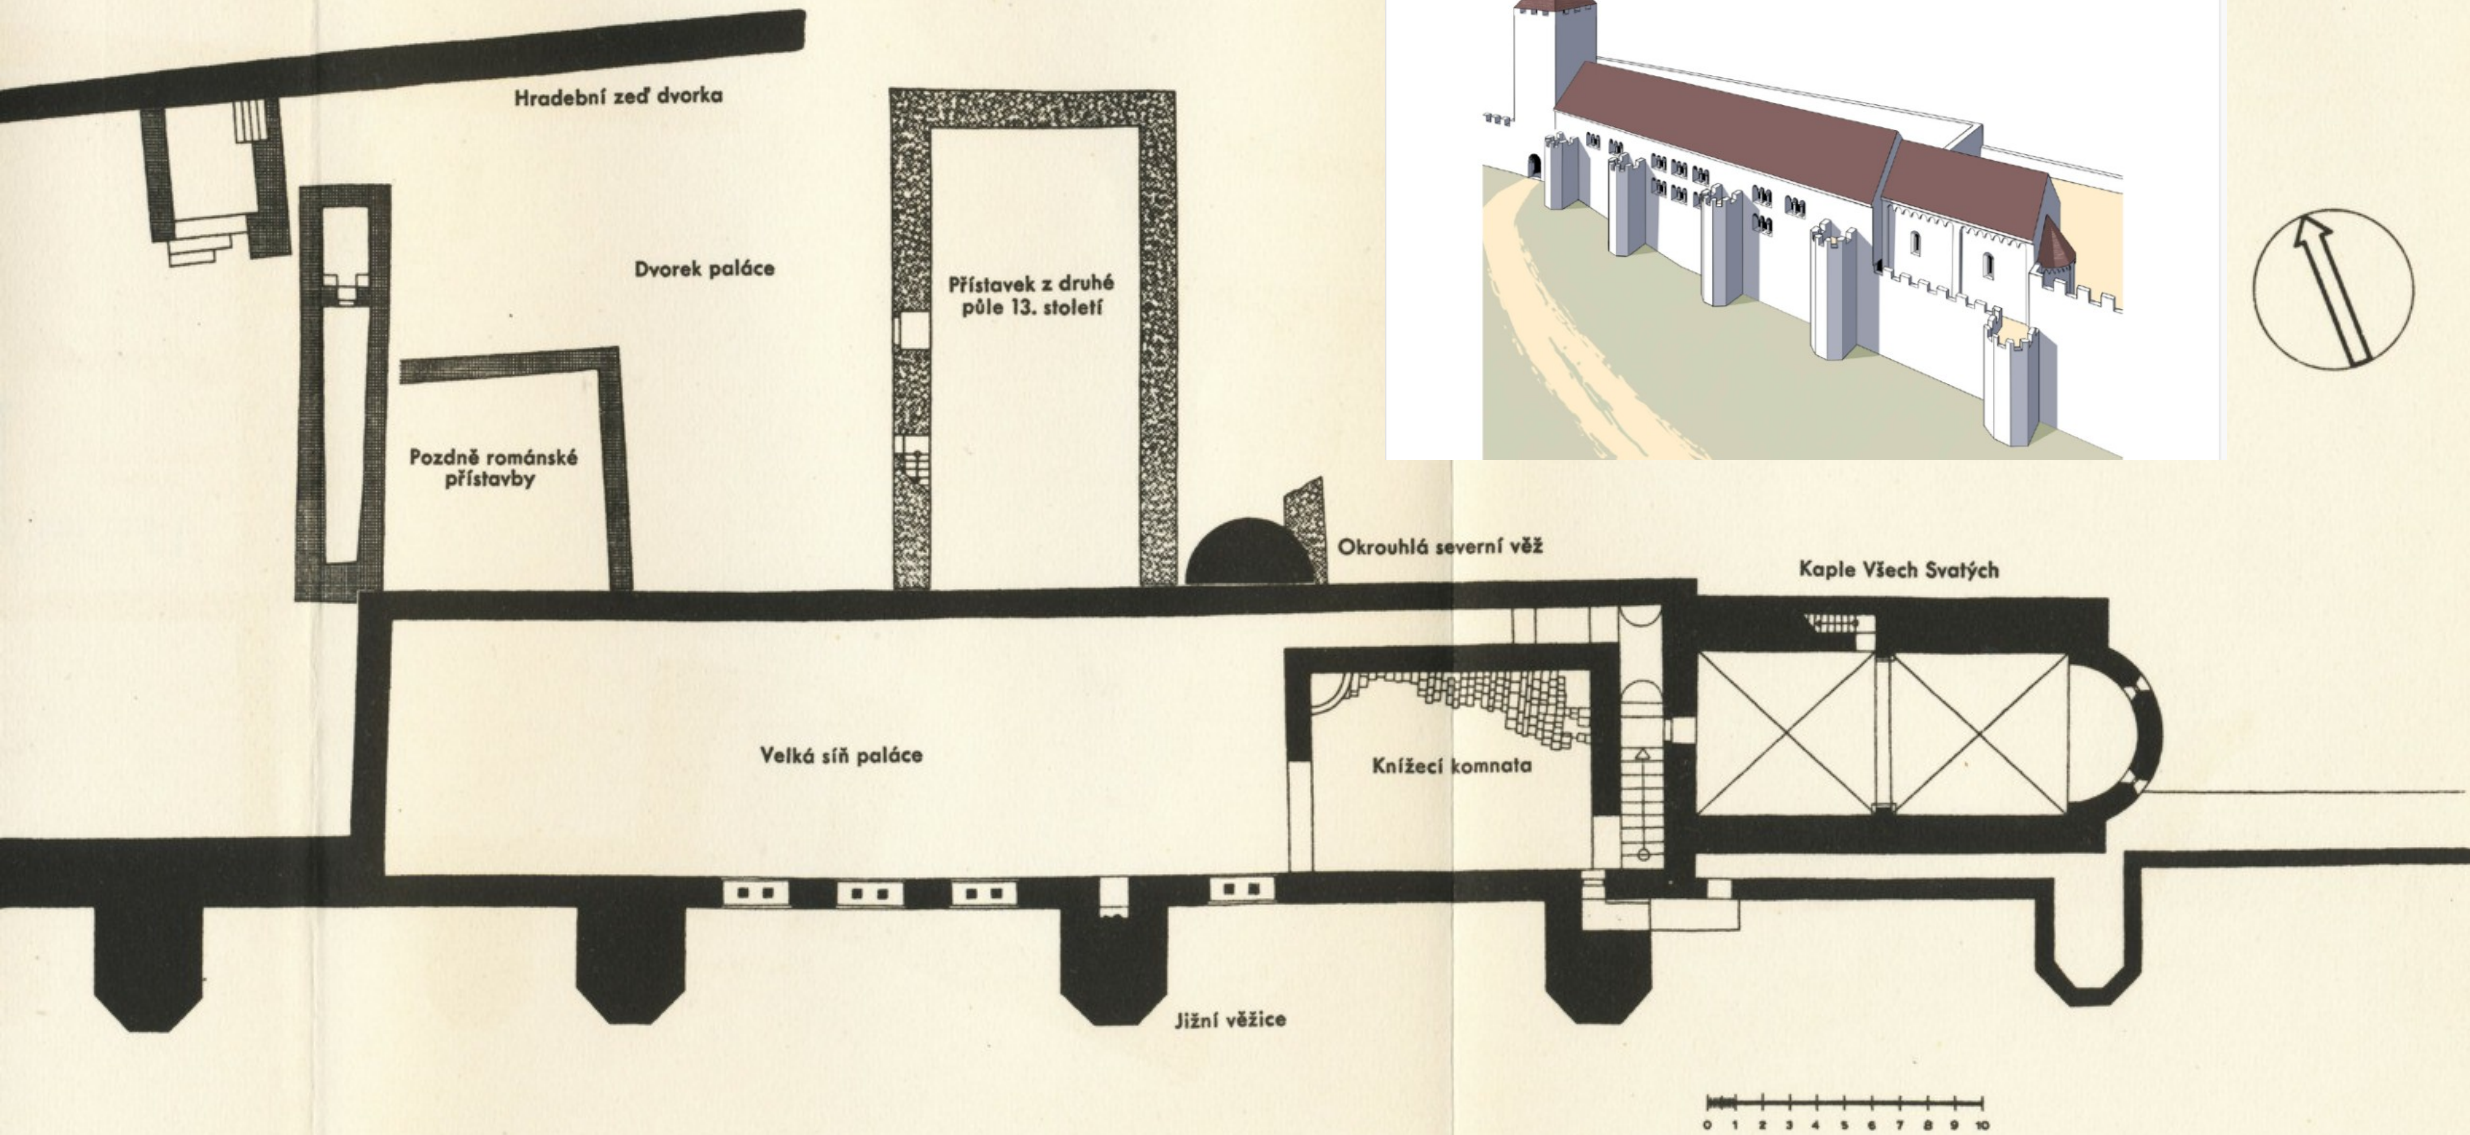 Hradební zeď dvorka
Dvorek paláce
Přístavek z druhé
půle 13. století
Pozdně románské
přístavby
Okrouhlá severní věž
Kaple Všech Svatých
Velká síň paláce
Knížecí komnata
Jižní věžice
0 1 2 3 4 5 6 7 8 9 10